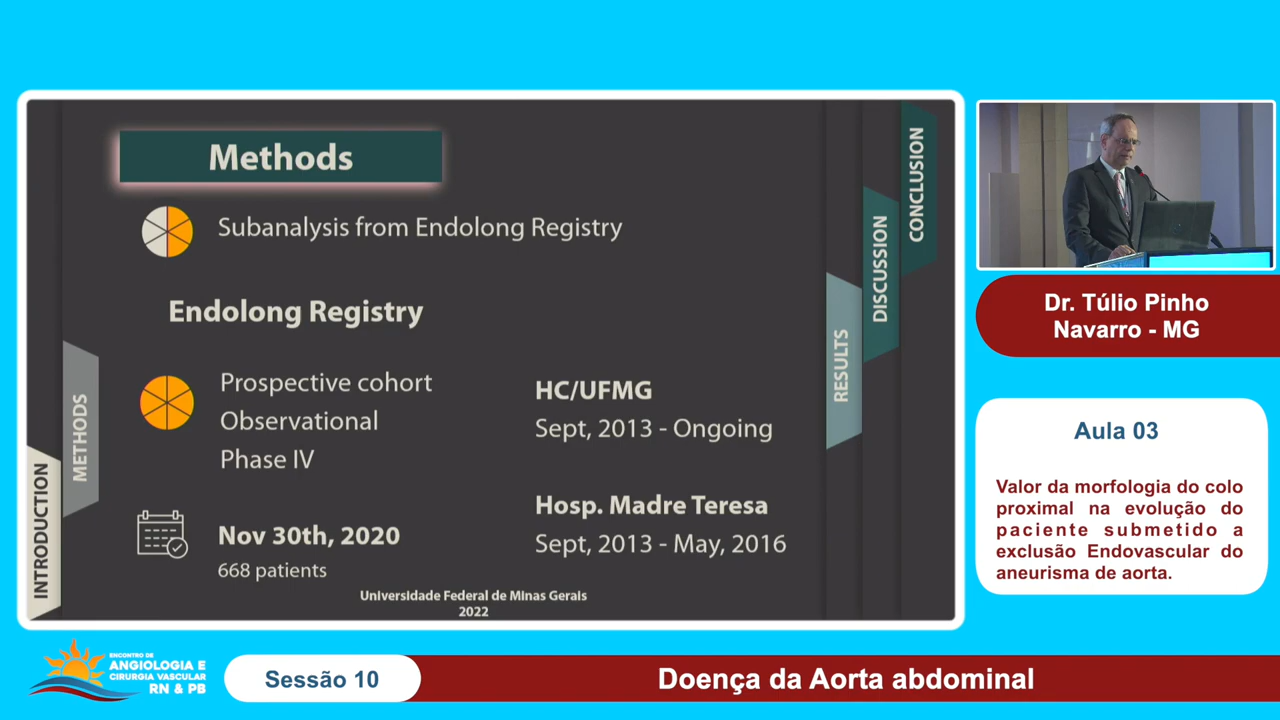 Methods
Subanalysis from Endolong Registry
Endolong Registry
Prospective cohort
Observational
Phase IV
Nov 30th, 2020
668 patients
HC/UFMG
Sept, 2013 - Ongoing
Hosp. Madre Teresa
Sept, 2013 - May, 2016
Universidade Federal de Minas Gerais
2022
INTRODUCTION
METHODS
RESULTS
DISCUSSION
CONCLUSION
Dr. Túlio Pinho
Navarro - MG
Aula 03
Valor da morfologia do colo
proximal na evolução do
paciente submetido a
exclusão Endovascular do
aneurisma de aorta.
ENCONTRO DE
ANGIOLOGIA E
CIRURGIA VASCULAR
RN & PB
Sessão 10
Doença da Aorta abdominal